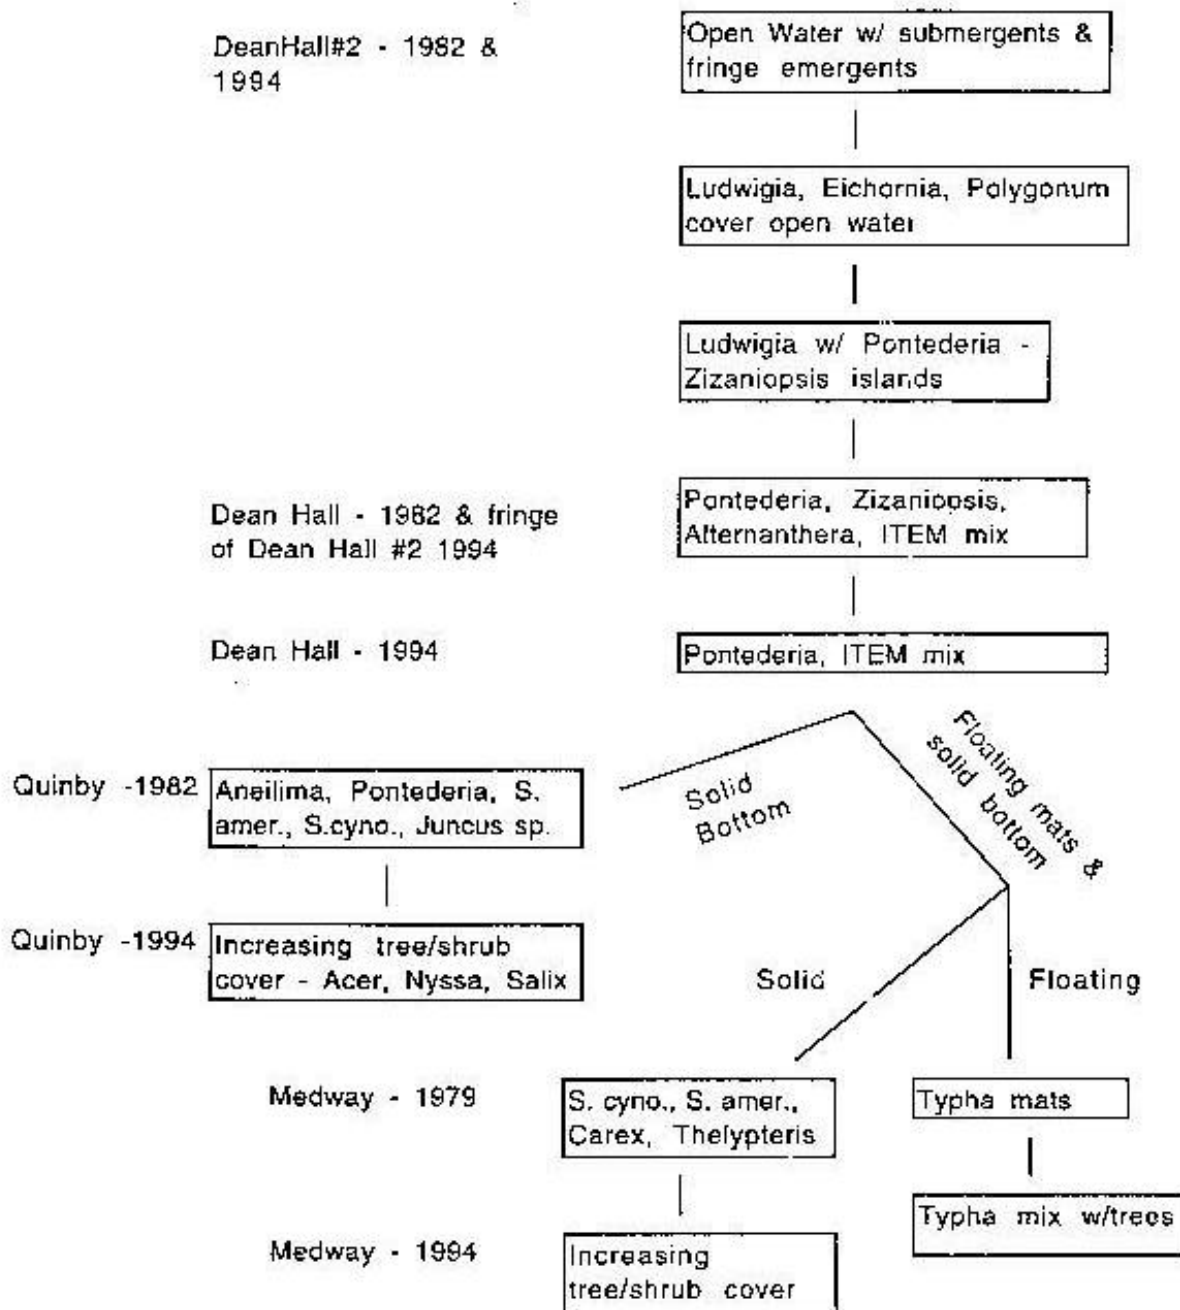 DeanHall#2 - 1982 &
1994
Open Water w/ submergents &
fringe emergents
Ludwigia, Eichornia, Polygonum
cover open water
Ludwigia w/ Pontederia -
Zizaniopsis islands
Dean Hall - 1982 & fringe
of Dean Hall #2 1994
Pontederia, Zizaniopsis,
Alternanthera, ITEM mix
Dean Hall - 1994
Pontederia, ITEM mix
Solid
Bottom
Floating mats &
solid bottom
Quinby -1982
Aneilima, Pontederia, S.
amer., S.cyno., Juncus sp.
Quinby -1994
Increasing tree/shrub
cover - Acer, Nyssa, Salix
Solid
Floating
Medway - 1979
S. cyno., S. amer.,
Carex, Thelypteris
Typha mats
Typha mix w/trees
Medway - 1994
Increasing
tree/shrub cover